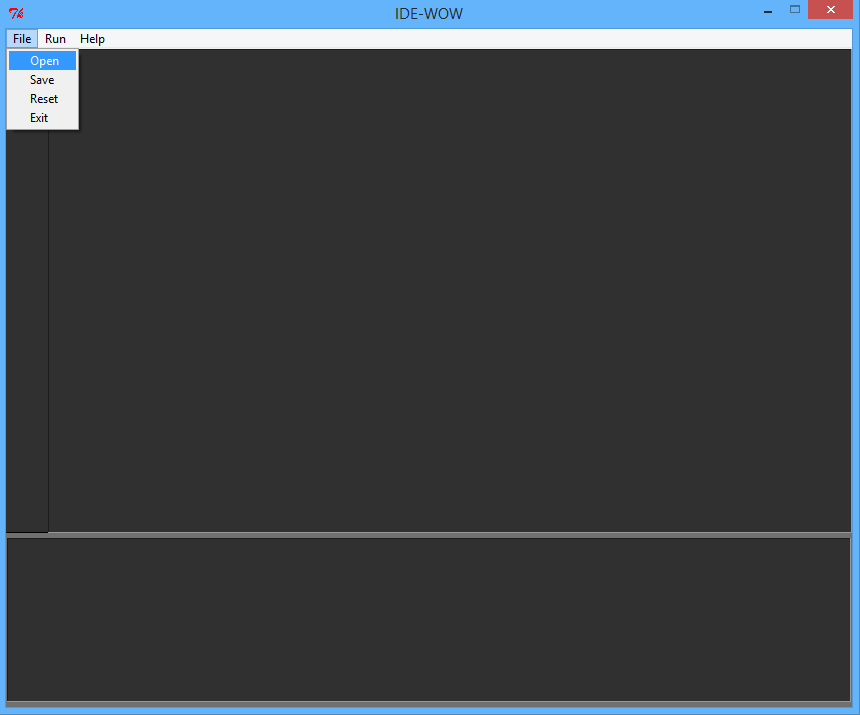 IDE-WOW
File Run Help
Open
Save
Reset
Exit